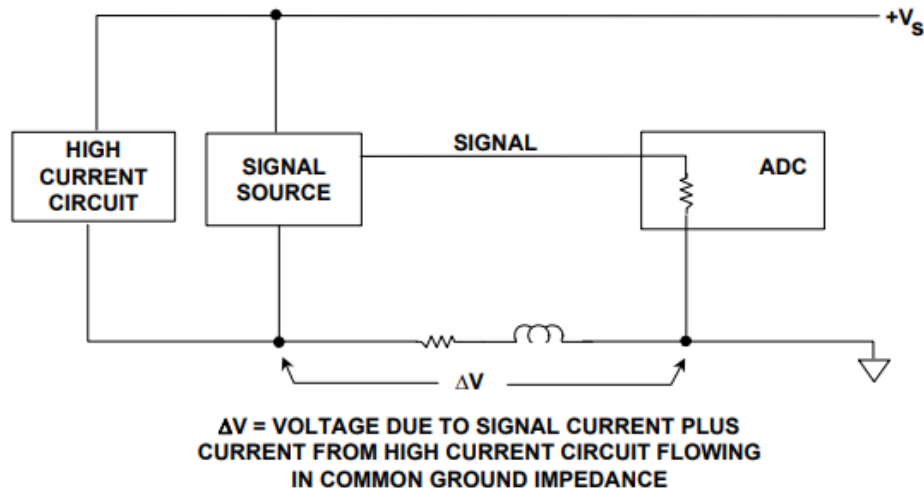 +VS
HIGH
CURRENT
CIRCUIT
SIGNAL
SOURCE
SIGNAL
ADC
ΔV
ΔV = VOLTAGE DUE TO SIGNAL CURRENT PLUS
CURRENT FROM HIGH CURRENT CIRCUIT FLOWING
IN COMMON GROUND IMPEDANCE